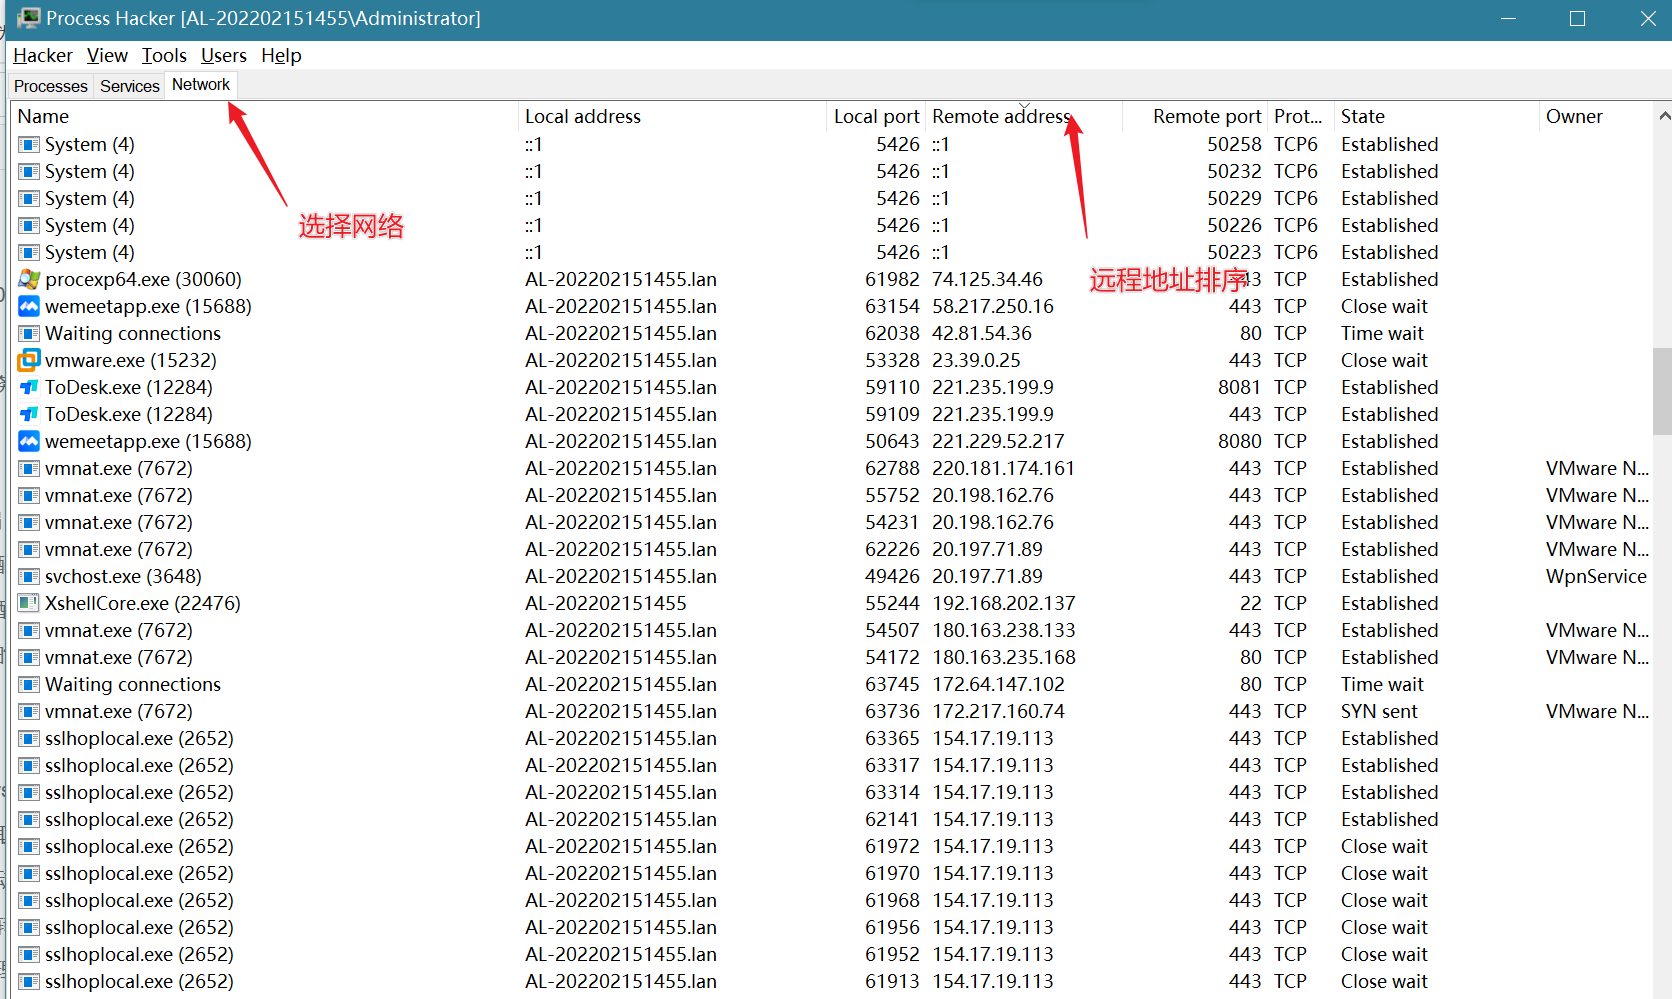 Process Hacker [AL-202202151455\Administrator]
Hacker View Tools Users Help
Processes Services Network
Name Local address Local port Remote address Remote port Prot... State Owner
System (4) ::1 5426 ::1 50258 TCP6 Established
System (4) ::1 5426 ::1 50232 TCP6 Established
System (4) ::1 5426 ::1 50229 TCP6 Established
System (4) ::1 5426 ::1 50226 TCP6 Established
选择网络
System (4) ::1 5426 ::1 50223 TCP6 Established
procexp64.exe (30060) AL-202202151455.lan 61982 74.125.34.46 43 TCP Established
远程地址排序
wemeetapp.exe (15688) AL-202202151455.lan 63154 58.217.250.16 443 TCP Close wait
Waiting connections AL-202202151455.lan 62038 42.81.54.36 80 TCP Time wait
vmware.exe (15232) AL-202202151455.lan 53328 23.39.0.25 443 TCP Close wait
ToDesk.exe (12284) AL-202202151455.lan 59110 221.235.199.9 8081 TCP Established
ToDesk.exe (12284) AL-202202151455.lan 59109 221.235.199.9 443 TCP Established
wemeetapp.exe (15688) AL-202202151455.lan 50643 221.229.52.217 8080 TCP Established
vmnat.exe (7672) AL-202202151455.lan 62788 220.181.174.161 443 TCP Established VMware N...
vmnat.exe (7672) AL-202202151455.lan 55752 20.198.162.76 443 TCP Established VMware N...
vmnat.exe (7672) AL-202202151455.lan 54231 20.198.162.76 443 TCP Established VMware N...
vmnat.exe (7672) AL-202202151455.lan 62226 20.197.71.89 443 TCP Established VMware N...
svchost.exe (3648) AL-202202151455.lan 49426 20.197.71.89 443 TCP Established WpnService
XshellCore.exe (22476) AL-202202151455 55244 192.168.202.137 22 TCP Established
vmnat.exe (7672) AL-202202151455.lan 54507 180.163.238.133 443 TCP Established VMware N...
vmnat.exe (7672) AL-202202151455.lan 54172 180.163.235.168 80 TCP Established VMware N...
Waiting connections AL-202202151455.lan 63745 172.64.147.102 80 TCP Time wait
vmnat.exe (7672) AL-202202151455.lan 63736 172.217.160.74 443 TCP SYN sent VMware N...
sslhoplocal.exe (2652) AL-202202151455.lan 63365 154.17.19.113 443 TCP Established
sslhoplocal.exe (2652) AL-202202151455.lan 63317 154.17.19.113 443 TCP Established
sslhoplocal.exe (2652) AL-202202151455.lan 63314 154.17.19.113 443 TCP Established
sslhoplocal.exe (2652) AL-202202151455.lan 62141 154.17.19.113 443 TCP Established
sslhoplocal.exe (2652) AL-202202151455.lan 61972 154.17.19.113 443 TCP Close wait
sslhoplocal.exe (2652) AL-202202151455.lan 61970 154.17.19.113 443 TCP Close wait
sslhoplocal.exe (2652) AL-202202151455.lan 61968 154.17.19.113 443 TCP Close wait
sslhoplocal.exe (2652) AL-202202151455.lan 61956 154.17.19.113 443 TCP Close wait
sslhoplocal.exe (2652) AL-202202151455.lan 61952 154.17.19.113 443 TCP Close wait
sslhoplocal.exe (2652) AL-202202151455.lan 61913 154.17.19.113 443 TCP Close wait